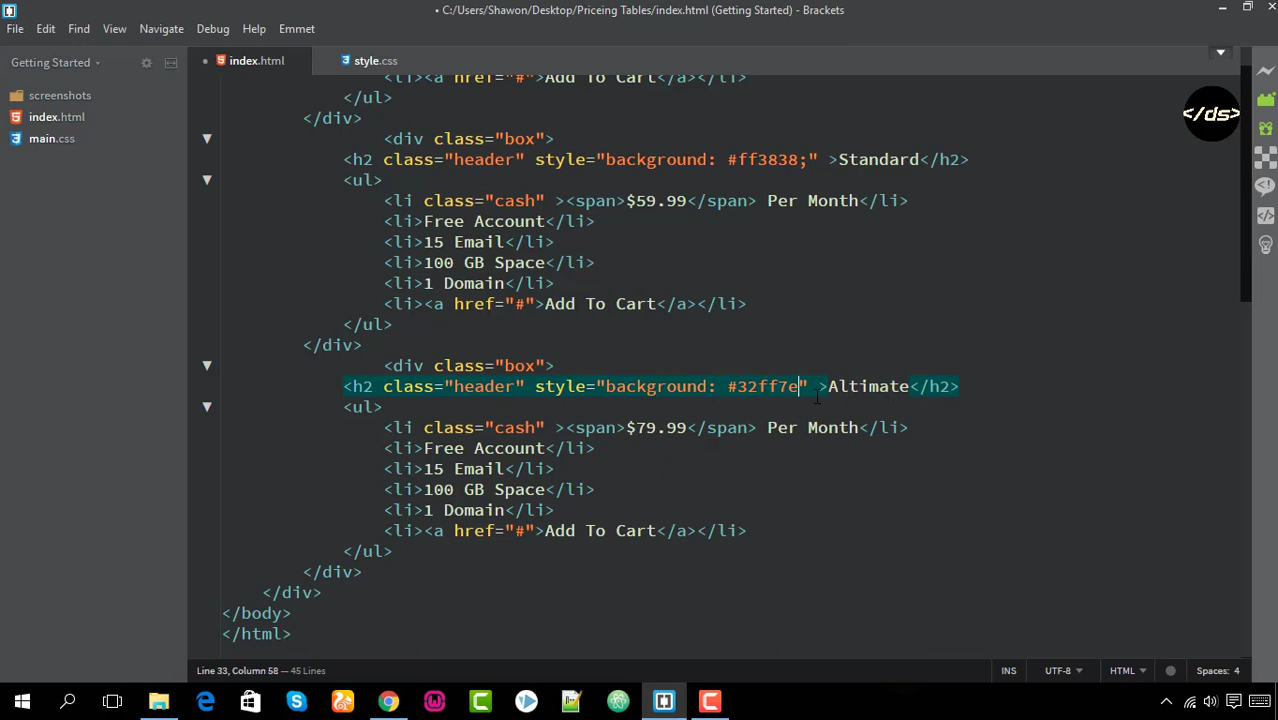 • C:/Users/Shawon/Desktop/Priceing Tables/index.html (Getting Started) - Brackets
File Edit Find View Navigate Debug Help Emmet
Getting Started
• index.html
style.css
screenshots
index.html
main.css
</ds>
<li><a href="#">Add To Cart</a></li>
</ul>
</div>
<div class="box">
<h2 class="header" style="background: #ff3838;" >Standard</h2>
<ul>
<li class="cash" ><span>$59.99</span> Per Month</li>
<li>Free Account</li>
<li>15 Email</li>
<li>100 GB Space</li>
<li>1 Domain</li>
<li><a href="#">Add To Cart</a></li>
</ul>
</div>
<div class="box">
<h2 class="header" style="background: #32ff7e" >Altimate</h2>
<ul>
<li class="cash" ><span>$79.99</span> Per Month</li>
<li>Free Account</li>
<li>15 Email</li>
<li>100 GB Space</li>
<li>1 Domain</li>
<li><a href="#">Add To Cart</a></li>
</ul>
</div>
</div>
</body>
</html>
Line 33, Column 58 — 45 Lines
INS UTF-8 HTML Spaces: 4